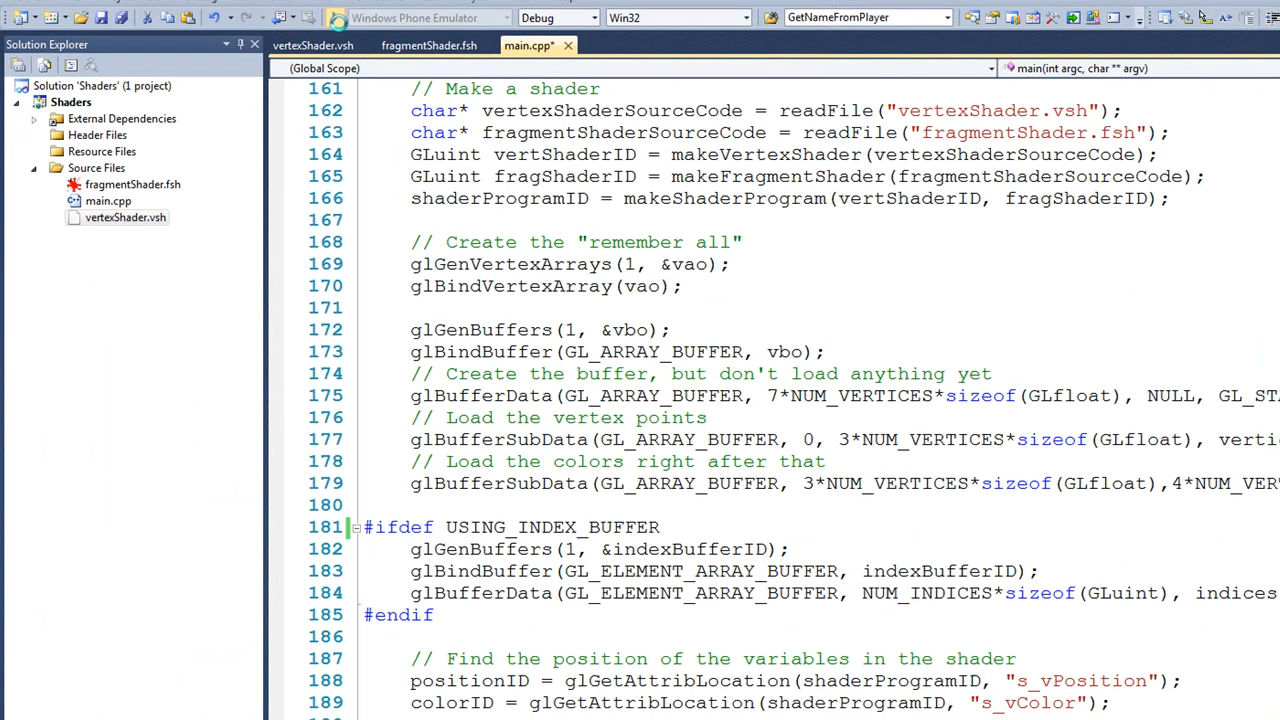 Windows Phone Emulator Debug Win32 GetNameFromPlayer
Solution Explorer
vertexShader.vsh fragmentShader.fsh main.cpp*
(Global Scope) main(int argc, char ** argv)
Solution 'Shaders' (1 project)
Shaders
External Dependencies
Header Files
Resource Files
Source Files
fragmentShader.fsh
main.cpp
vertexShader.vsh
161 // Make a shader
162 char* vertexShaderSourceCode = readFile("vertexShader.vsh");
163 char* fragmentShaderSourceCode = readFile("fragmentShader.fsh");
164 GLuint vertShaderID = makeVertexShader(vertexShaderSourceCode);
165 GLuint fragShaderID = makeFragmentShader(fragmentShaderSourceCode);
166 shaderProgramID = makeShaderProgram(vertShaderID, fragShaderID);
167
168 // Create the "remember all"
169 glGenVertexArrays(1, &vao);
170 glBindVertexArray(vao);
171
172 glGenBuffers(1, &vbo);
173 glBindBuffer(GL_ARRAY_BUFFER, vbo);
174 // Create the buffer, but don't load anything yet
175 glBufferData(GL_ARRAY_BUFFER, 7*NUM_VERTICES*sizeof(GLfloat), NULL, GL_STA
176 // Load the vertex points
177 glBufferSubData(GL_ARRAY_BUFFER, 0, 3*NUM_VERTICES*sizeof(GLfloat), verti
178 // Load the colors right after that
179 glBufferSubData(GL_ARRAY_BUFFER, 3*NUM_VERTICES*sizeof(GLfloat),4*NUM_VER
180
181 #ifdef USING_INDEX_BUFFER
182 glGenBuffers(1, &indexBufferID);
183 glBindBuffer(GL_ELEMENT_ARRAY_BUFFER, indexBufferID);
184 glBufferData(GL_ELEMENT_ARRAY_BUFFER, NUM_INDICES*sizeof(GLuint), indices
185 #endif
186
187 // Find the position of the variables in the shader
188 positionID = glGetAttribLocation(shaderProgramID, "s_vPosition");
189 colorID = glGetAttribLocation(shaderProgramID, "s_vColor");